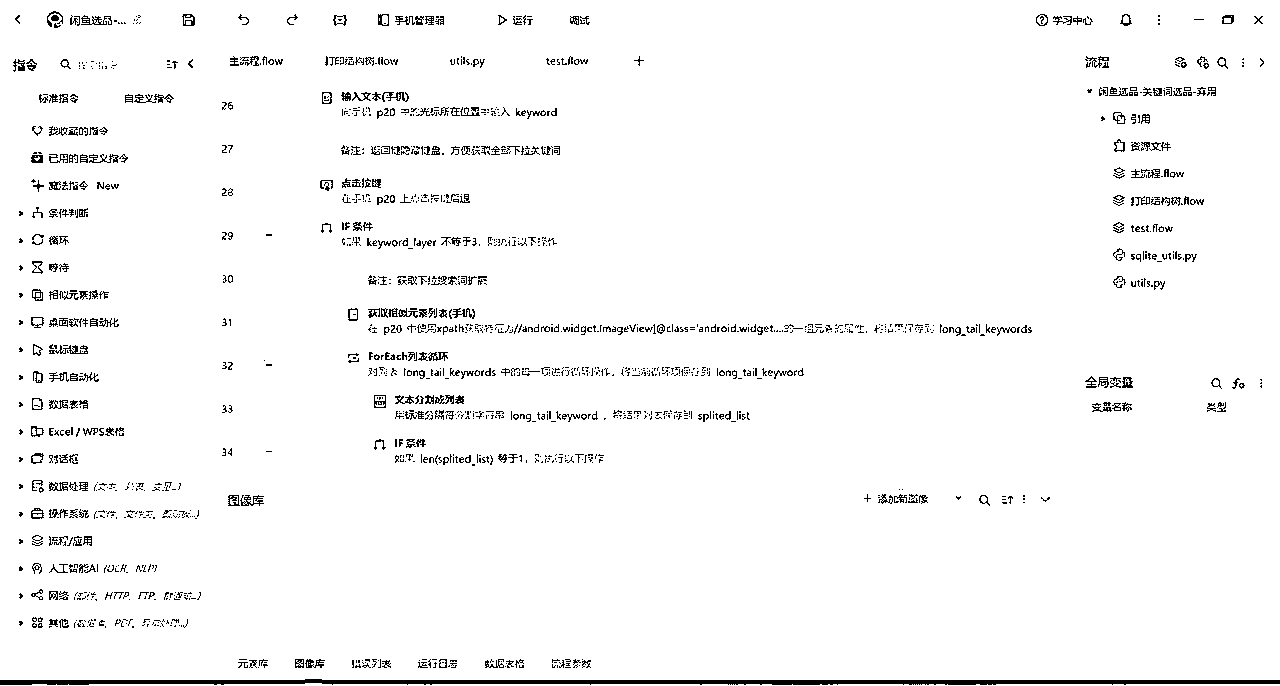 闲鱼选品-... 手机管理器 运行 调试 学习中心
指令
标准指令 自定义指令
我收藏的指令
已用的自定义指令
魔法指令 New
条件判断
循环
等待
相似元素操作
桌面软件自动化
鼠标键盘
手机自动化
数据表格
Excel / WPS表格
对话框
数据处理 (文本、列表、变量...)
操作系统 (文件、文件夹、
流程/应用
人工智能AI (OCR、NLP)
网络 (邮件、HTTP、FTP、
其他 (数据库、PDF、异常处理...)
主流程.flow 打印结构树.flow utils.py test.flow
26 输入文本(手机)
向手机 p20 中的光标所在位置中输入 keyword
27 备注：返回键隐藏键盘，方便获取全部下拉关键词
28 点击按键
在手机 p20 上点击按键后退
29 IF 条件
如果 keyword_layer 不等于3，则执行以下操作
30 备注：获取下拉搜索词扩展
31 获取相似元素列表(手机)
在 p20 中使用xpath获取特征为//android.widget.ImageView[@class='android.widget....的一组元素的属性，将结果保存到 long_tail_keywords
32 ForEach列表循环
对列表 long_tail_keywords 中的每一项进行循环操作，将当前循环项保存到 long_tail_keyword
33 文本分割成列表
用标准分隔符分割字符串 long_tail_keyword ，将结果列表保存到 splited_list
34 IF 条件
如果 len(splited_list) 等于1，则执行以下操作
图像库 添加新图像
元素库 图像库 错误列表 运行日志 数据表格 流程参数
流程
闲鱼选品-关键词选品-弃用
引用
资源文件
主流程.flow
打印结构树.flow
test.flow
sqlite_utils.py
utils.py
全局变量
变量名称 类型